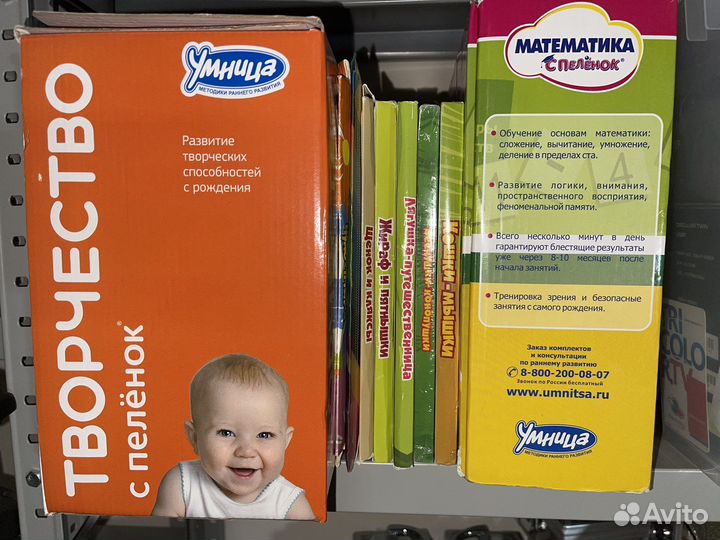 ТВОРЧЕСТВО
с пелёнок®
Умница
МЕТОДИКИ РАННЕГО РАЗВИТИЯ
Развитие
творческих
способностей
с рождения
Щенок и кляксы
Жираф и пятнышки
Лягушка-путешественница
Кошки-мышки
МАТЕМАТИКА
С ПЕЛЁНОК®
• Обучение основам математики:
сложение, вычитание, умножение,
деление в пределах ста.
• Развитие логики, внимания,
пространственного восприятия,
феноменальной памяти.
• Всего несколько минут в день
гарантируют блестящие результаты
уже через 8-10 месяцев после
начала занятий.
• Тренировка зрения и безопасные
занятия с самого рождения.
Заказ комплектов
и консультации
по раннему развитию
8-800-200-08-07
Звонок по России бесплатный
www.umnitsa.ru
Умница
МЕТОДИКИ РАННЕГО РАЗВИТИЯ
Avito